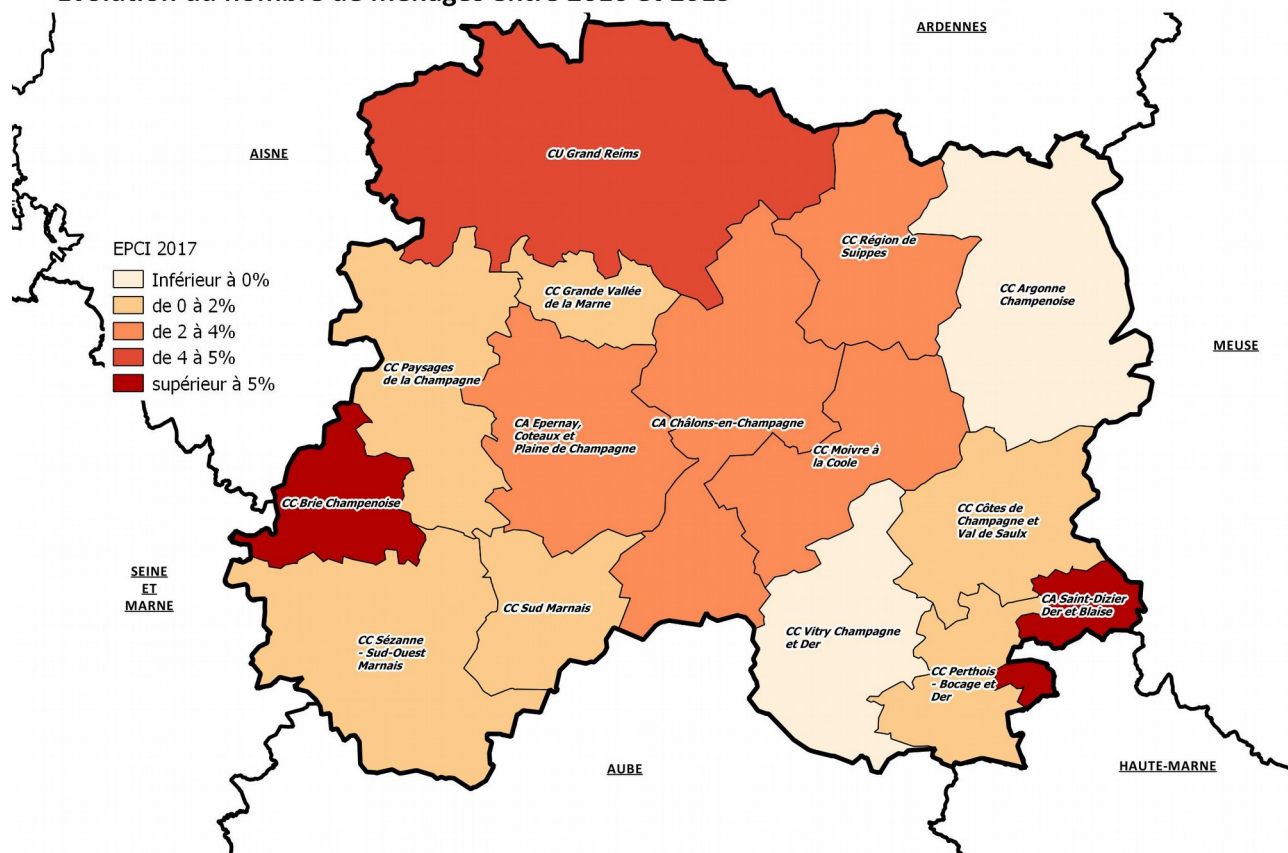 ARDENNES
AISNE
CU Grand Reims
EPCI 2017
Inférieur à 0%
de 0 à 2%
de 2 à 4%
de 4 à 5%
supérieur à 5%
CC Région de
Suippes
CC Argonne
Champenoise
CC Grande Vallée
de la Marne
MEUSE
CC Paysages
de la Champagne
CA Epernay,
Coteaux et
Plaine de Champagne
CA Châlons-en-Champagne
CC Moivre à
la Coole
CC Brie Champenoise
CC Côtes de
Champagne et
Val de Saulx
SEINE
ET
MARNE
CA Saint-Dizier
Der et Blaise
CC Sud Marnais
CC Vitry Champagne
et Der
CC Sézanne
- Sud-Ouest
Marnais
CC Perthois
- Bocage et
Der
AUBE
HAUTE-MARNE